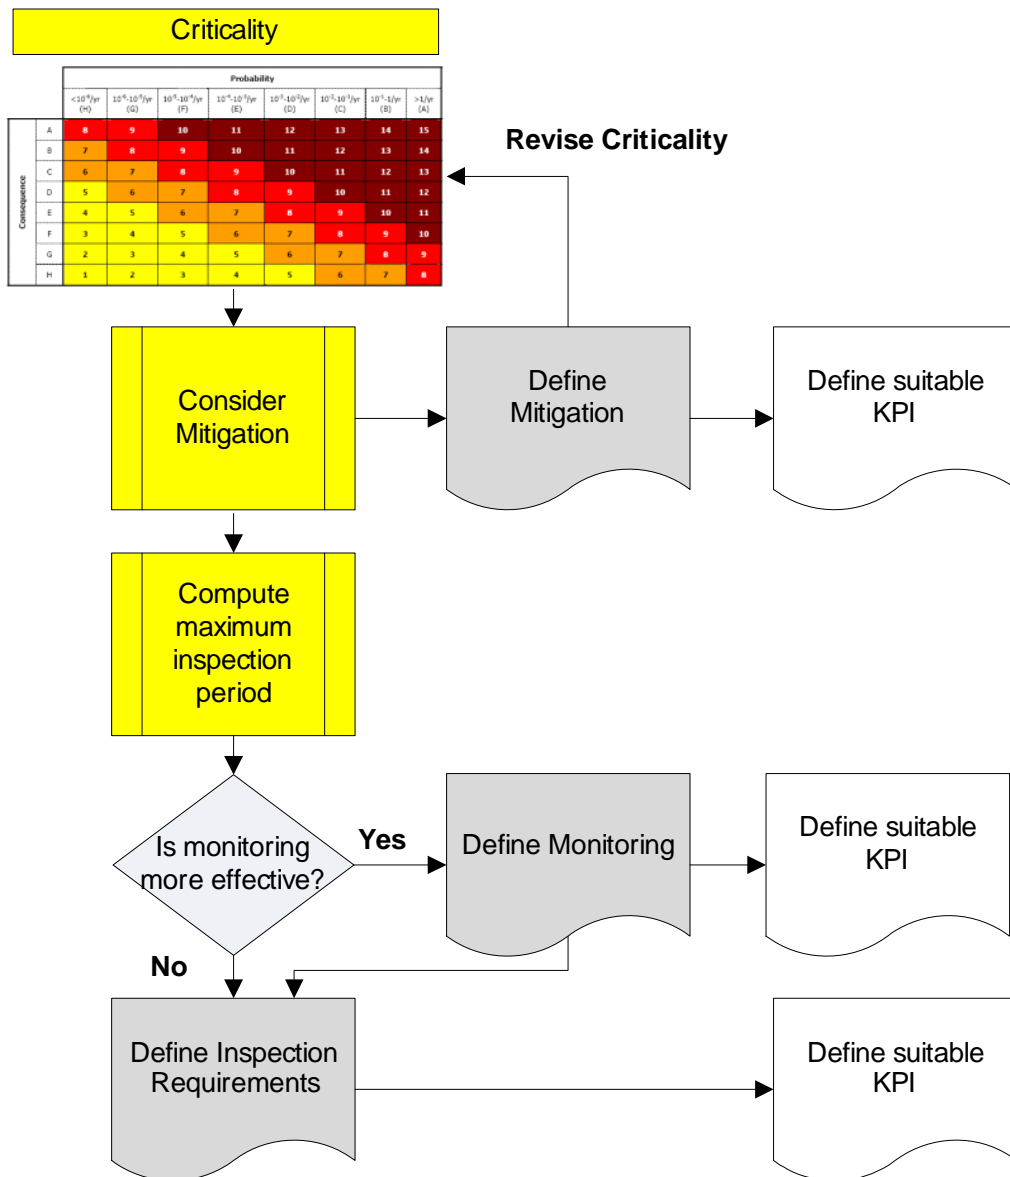 Criticality
Probability
<10⁻⁶/yr 10⁻⁶-10⁻⁵/yr 10⁻⁵-10⁻⁴/yr 10⁻⁴-10⁻³/yr 10⁻³-10⁻²/yr 10⁻²-10⁻¹/yr 10⁻¹-1/yr >1/yr
(H) (G) (F) (E) (D) (C) (B) (A)
Consequence
A 8 9 10 11 12 13 14 15
B 7 8 9 10 11 12 13 14
C 6 7 8 9 10 11 12 13
D 5 6 7 8 9 10 11 12
E 4 5 6 7 8 9 10 11
F 3 4 5 6 7 8 9 10
G 2 3 4 5 6 7 8 9
H 1 2 3 4 5 6 7 8
Revise Criticality
Consider
Mitigation
Define
Mitigation
Define suitable
KPI
Compute
maximum
inspection
period
Is monitoring
more effective?
Yes
Define Monitoring
Define suitable
KPI
No
Define Inspection
Requirements
Define suitable
KPI